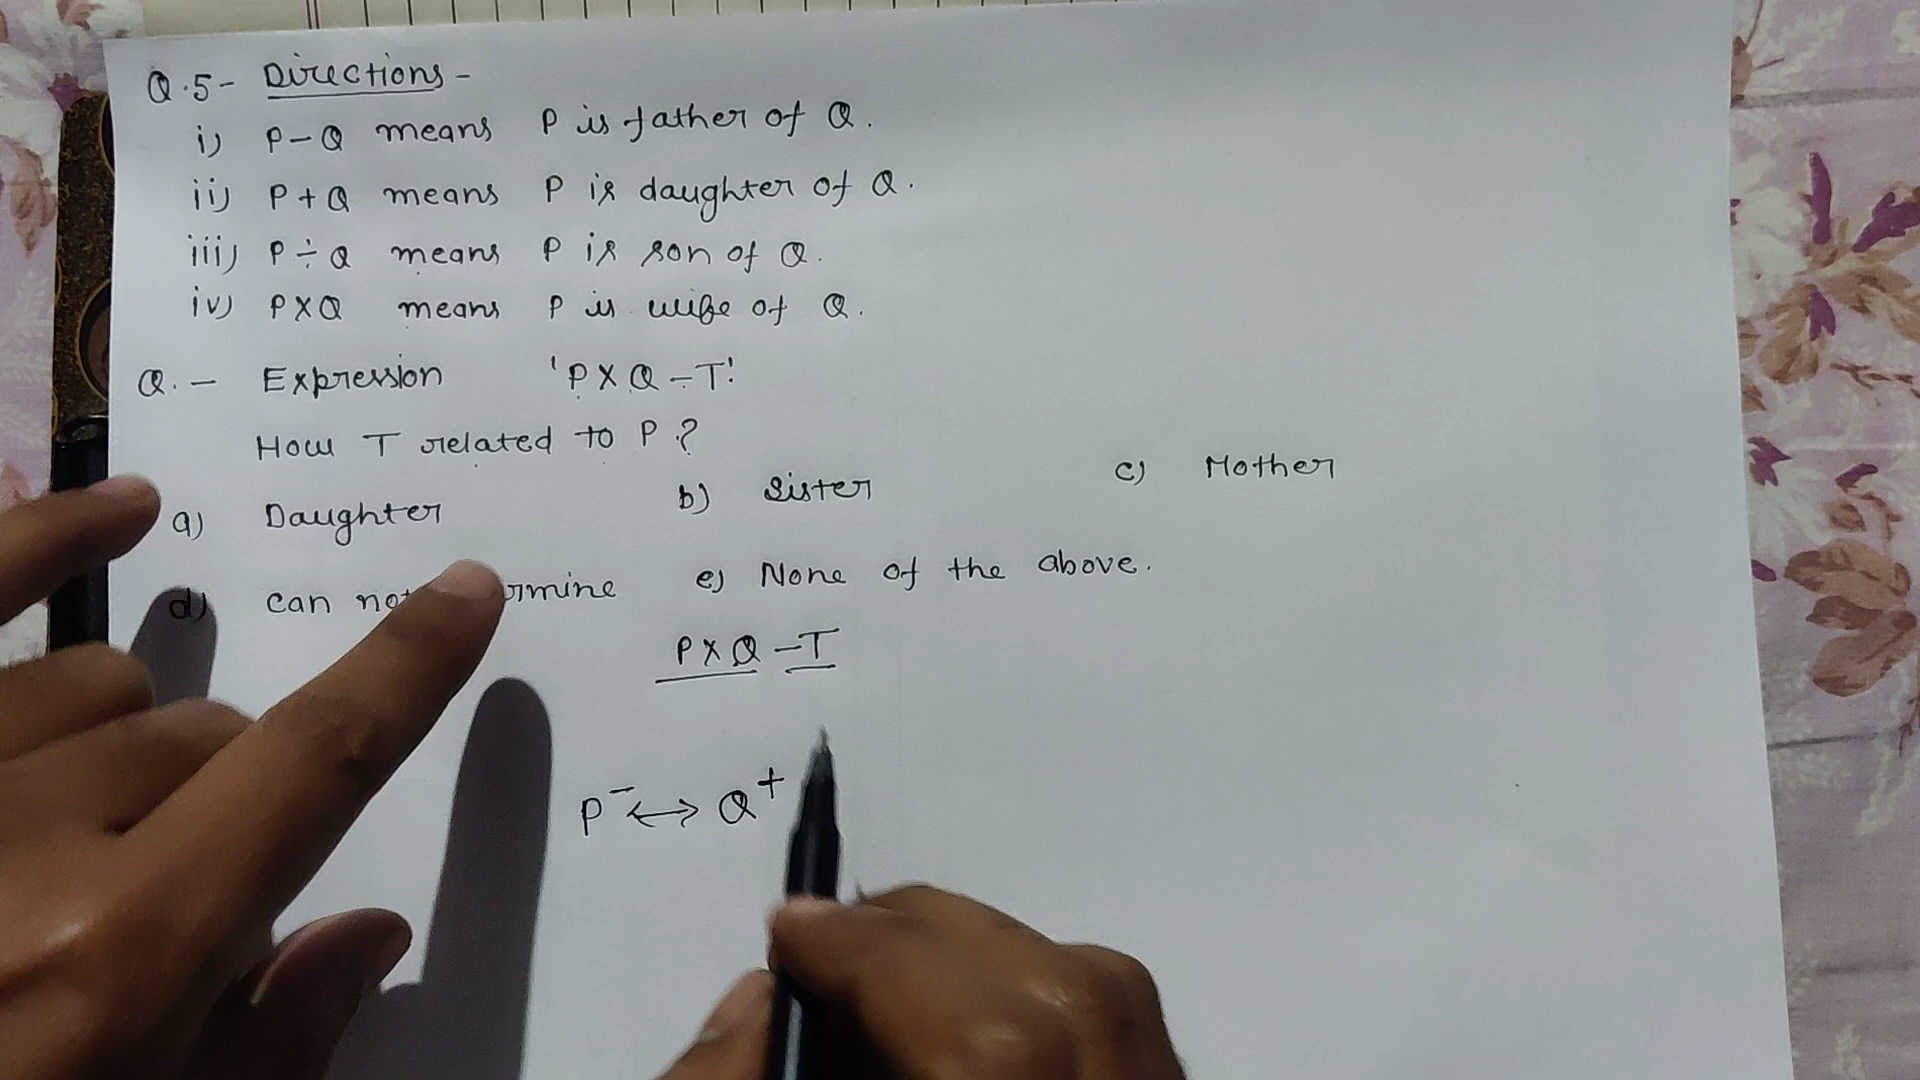 Q.5- Directions -
i) P-Q means P is father of Q.
ii) P+Q means P is daughter of Q.
iii) P÷Q means P is son of Q.
iv) P×Q means P is wife of Q.
Q.- Expression 'P×Q-T'.
How T related to P.?
a) Daughter b) Sister c) Mother
d) can e) None of the above.
P×Q-T
P⁻↔Q⁺